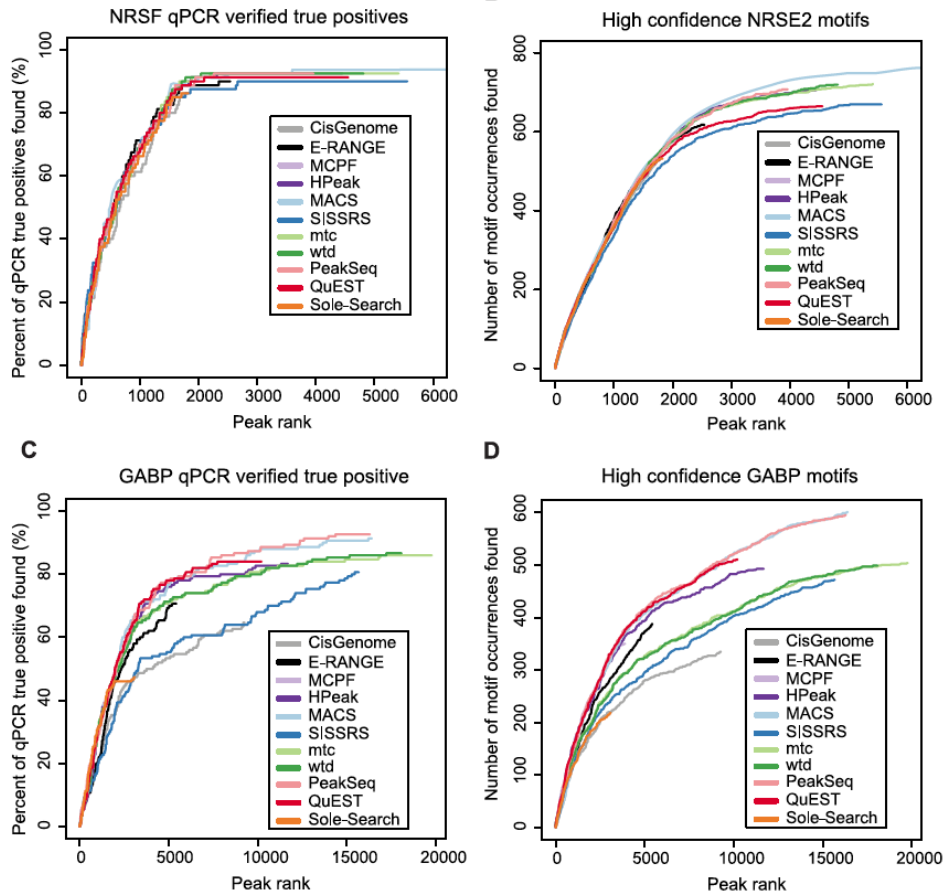 NRSF qPCR verified true positives
Percent of qPCR true positives found (%)
100
80
60
40
20
0
CisGenome
E-RANGE
MCPF
HPeak
MACS
SISSRS
mtc
wtd
PeakSeq
QuEST
Sole-Search
0 1000 2000 3000 4000 5000 6000
Peak rank
High confidence NRSE2 motifs
Number of motif occurrences found
800
600
400
200
0
CisGenome
E-RANGE
MCPF
HPeak
MACS
SISSRS
mtc
wtd
PeakSeq
QuEST
Sole-Search
0 1000 2000 3000 4000 5000 6000
Peak rank
C
GABP qPCR verified true positive
Percent of qPCR true positive found (%)
100
80
60
40
20
0
CisGenome
E-RANGE
MCPF
HPeak
MACS
SISSRS
mtc
wtd
PeakSeq
QuEST
Sole-Search
0 5000 10000 15000 20000
Peak rank
D
High confidence GABP motifs
Number of motif occurrences found
600
500
400
300
200
100
0
CisGenome
E-RANGE
MCPF
HPeak
MACS
SISSRS
mtc
wtd
PeakSeq
QuEST
Sole-Search
0 5000 10000 15000 20000
Peak rank